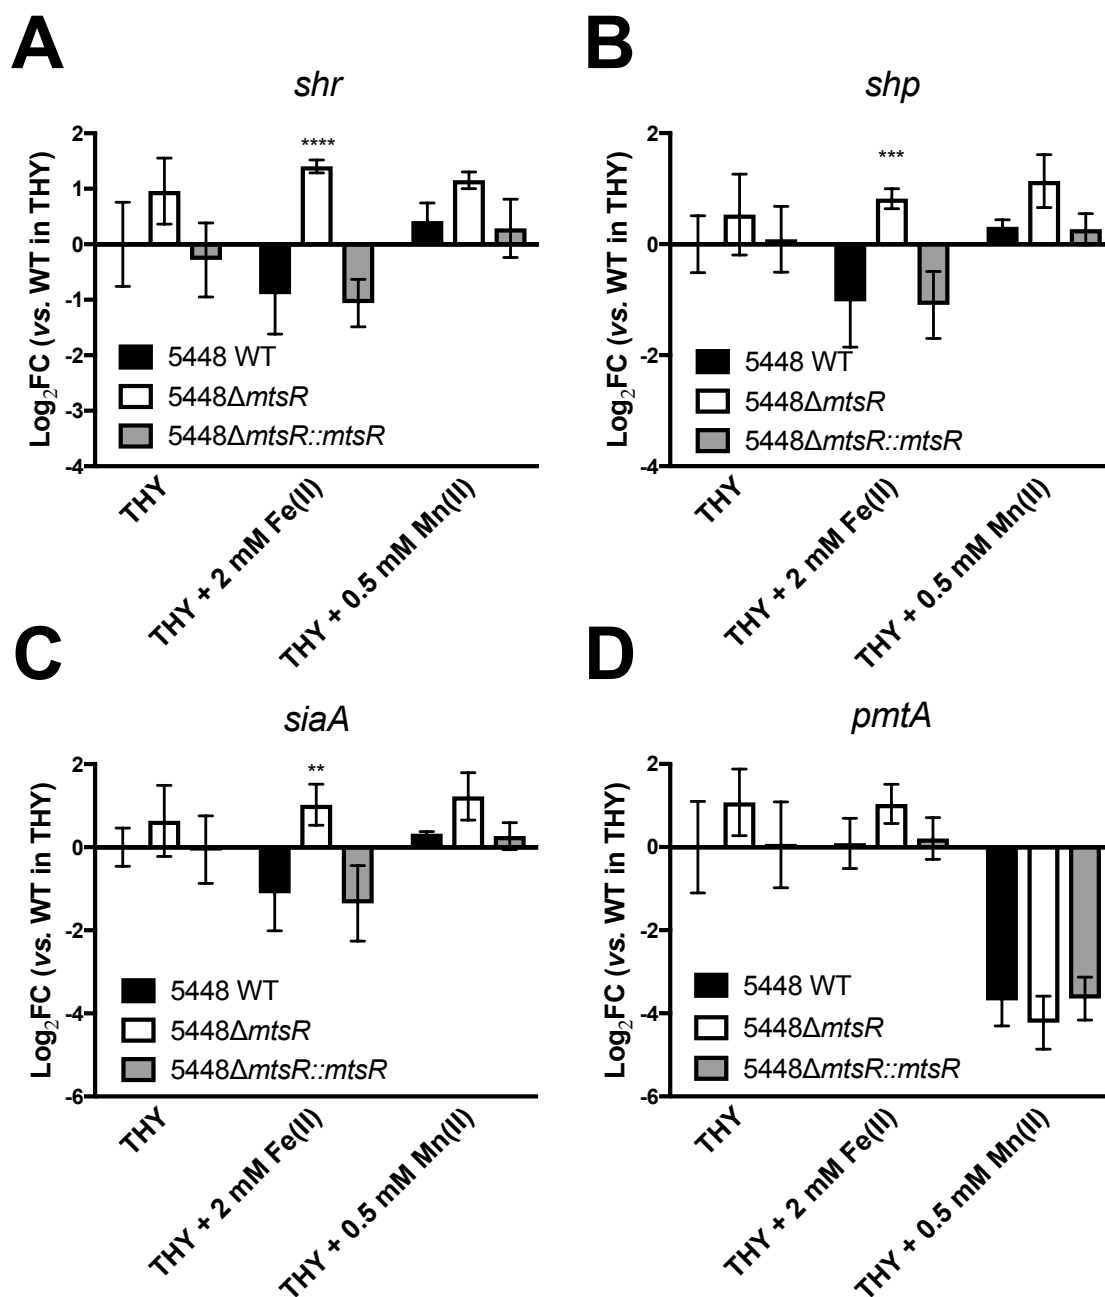 A
shr
Log2FC (vs. WT in THY)
2
1
0
-1
-2
-3
-4
****
5448 WT
5448ΔmtsR
5448ΔmtsR::mtsR
THY
THY + 2 mM Fe(II)
THY + 0.5 mM Mn(II)
B
shp
Log2FC (vs. WT in THY)
2
0
-2
-4
***
5448 WT
5448ΔmtsR
5448ΔmtsR::mtsR
THY
THY + 2 mM Fe(II)
THY + 0.5 mM Mn(II)
C
siaA
Log2FC (vs. WT in THY)
2
0
-2
-4
-6
**
5448 WT
5448ΔmtsR
5448ΔmtsR::mtsR
THY
THY + 2 mM Fe(II)
THY + 0.5 mM Mn(II)
D
pmtA
Log2FC (vs. WT in THY)
2
0
-2
-4
-6
5448 WT
5448ΔmtsR
5448ΔmtsR::mtsR
THY
THY + 2 mM Fe(II)
THY + 0.5 mM Mn(II)